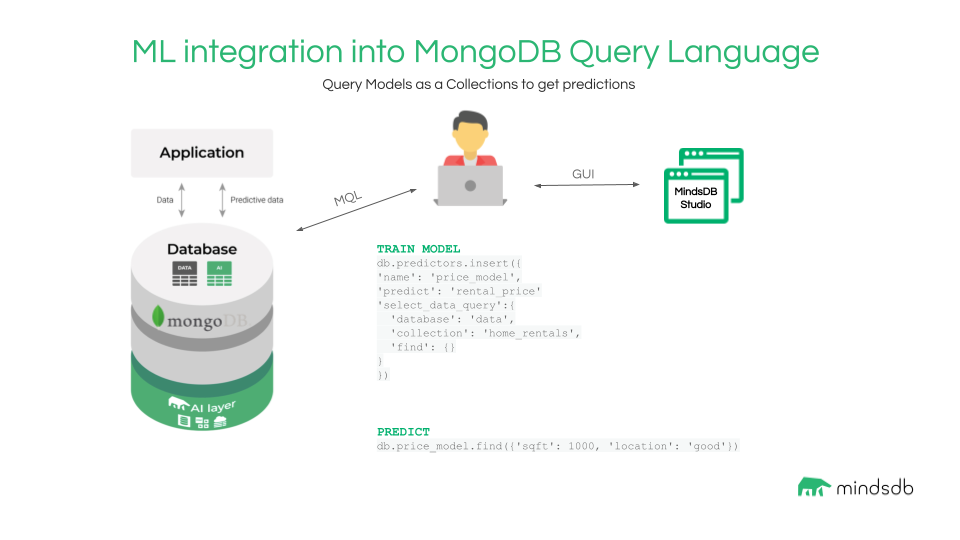 ML integration into MongoDB Query Language
Query Models as a Collections to get predictions
Application
Data
Predictive data
Database
DATA
AI
mongoDB
AI layer
MQL
GUI
MindsDB
Studio
TRAIN MODEL
db.predictors.insert({
'name': 'price_model',
'predict': 'rental_price'
'select_data_query':{
  'database': 'data',
  'collection': 'home_rentals',
  'find': {}
}
})
PREDICT
db.price_model.find({'sqft': 1000, 'location': 'good'})
mindsdb